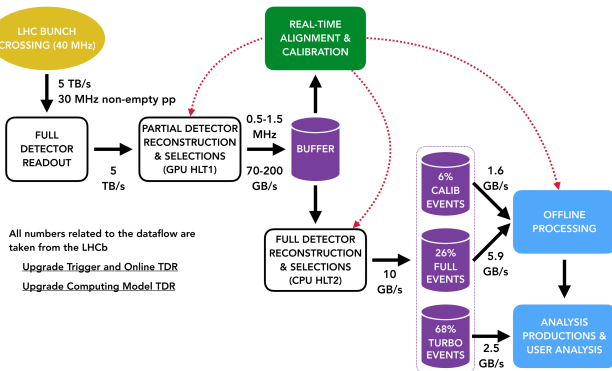 LHC BUNCH
CROSSING (40 MHz)
5 TB/s
30 MHz non-empty pp
REAL-TIME
ALIGNMENT &
CALIBRATION
FULL
DETECTOR
READOUT
5
TB/s
PARTIAL DETECTOR
RECONSTRUCTION
& SELECTIONS
(GPU HLT1)
0.5-1.5
MHz
70-200
GB/s
BUFFER
FULL DETECTOR
RECONSTRUCTION
& SELECTIONS
(CPU HLT2)
10
GB/s
6%
CALIB
EVENTS
26%
FULL
EVENTS
68%
TURBO
EVENTS
1.6
GB/s
5.9
GB/s
2.5
GB/s
OFFLINE
PROCESSING
ANALYSIS
PRODUCTIONS &
USER ANALYSIS
All numbers related to the dataflow are
taken from the LHCb
Upgrade Trigger and Online TDR
Upgrade Computing Model TDR